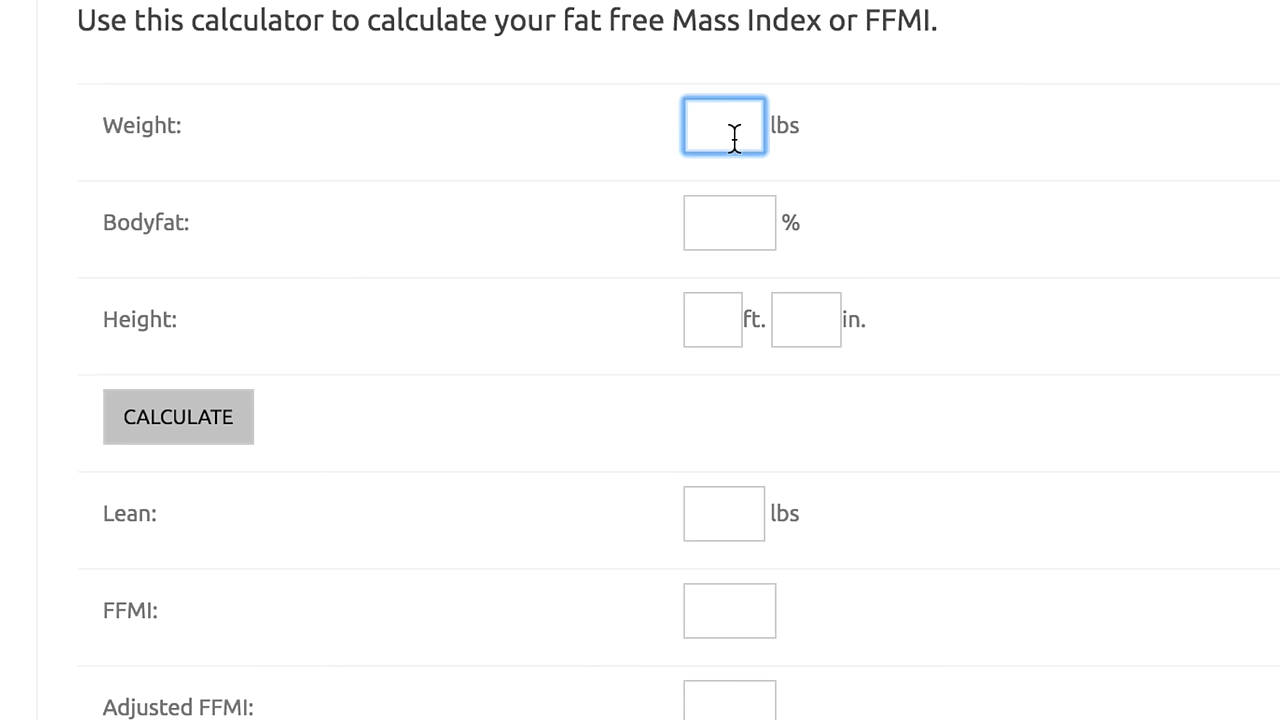 Use this calculator to calculate your fat free Mass Index or FFMI.
Weight: lbs
Bodyfat: %
Height: ft. in.
CALCULATE
Lean: lbs
FFMI:
Adjusted FFMI: